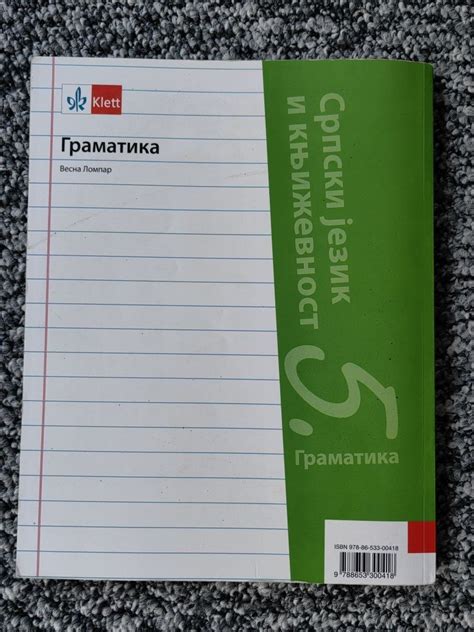 Klett
Граматика
Весна Ломпар
Српски језик
и књижевност
5.
Граматика
ISBN 978-86-533-00418
9 788653 300418